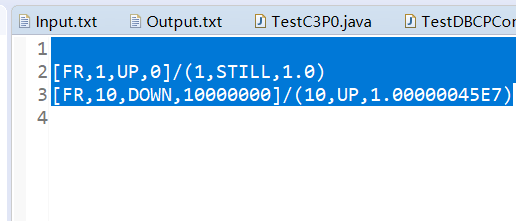 Input.txt Output.txt TestC3P0.java TestDBCPCor
1
2 [FR,1,UP,0]/(1,STILL,1.0)
3 [FR,10,DOWN,10000000]/(10,UP,1.00000045E7)
4